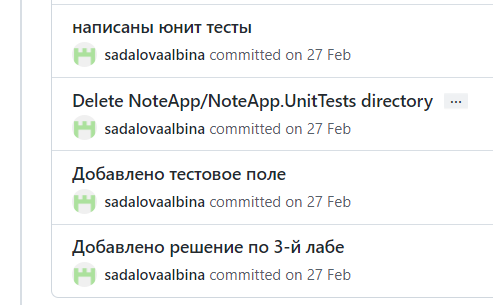 написаны юнит тесты
sadalovaalbina committed on 27 Feb
Delete NoteApp/NoteApp.UnitTests directory ...
sadalovaalbina committed on 27 Feb
Добавлено тестовое поле
sadalovaalbina committed on 27 Feb
Добавлено решение по 3-й лабе
sadalovaalbina committed on 27 Feb